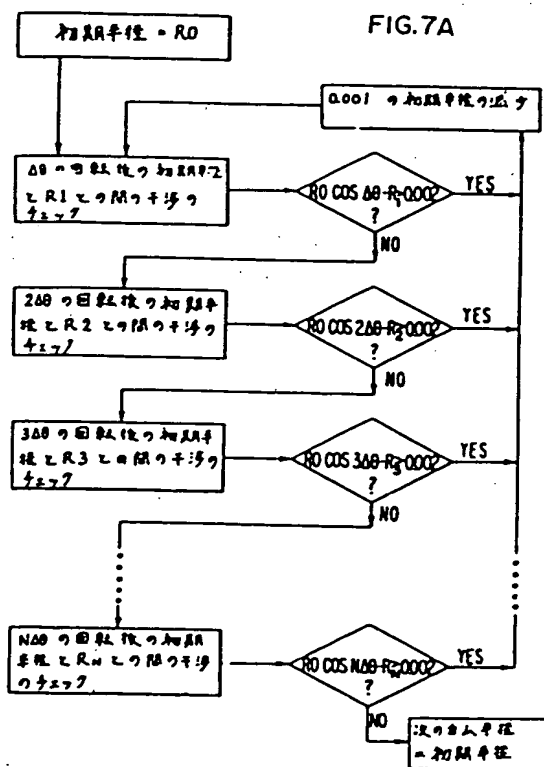 FIG.7A
初期半径 = R0
0.001 の初期半径の減少
Δθ の回転後の初期半径
と R1 との間の干渉の
チェック
R0 COS Δθ-R1>0.002
?
YES
NO
2Δθ の回転後の初期半
径と R2 との間の干渉の
チェック
R0 COS 2Δθ-R2>0.002
?
YES
NO
3Δθ の回転後の初期半
径と R3 との間の干渉の
チェック
R0 COS 3Δθ-R3>0.002
?
YES
NO
NΔθ の回転後の初期
半径と RN との間の干渉
のチェック
R0 COS NΔθ-RN>0.002
?
YES
NO
次のカム半径
= 初期半径